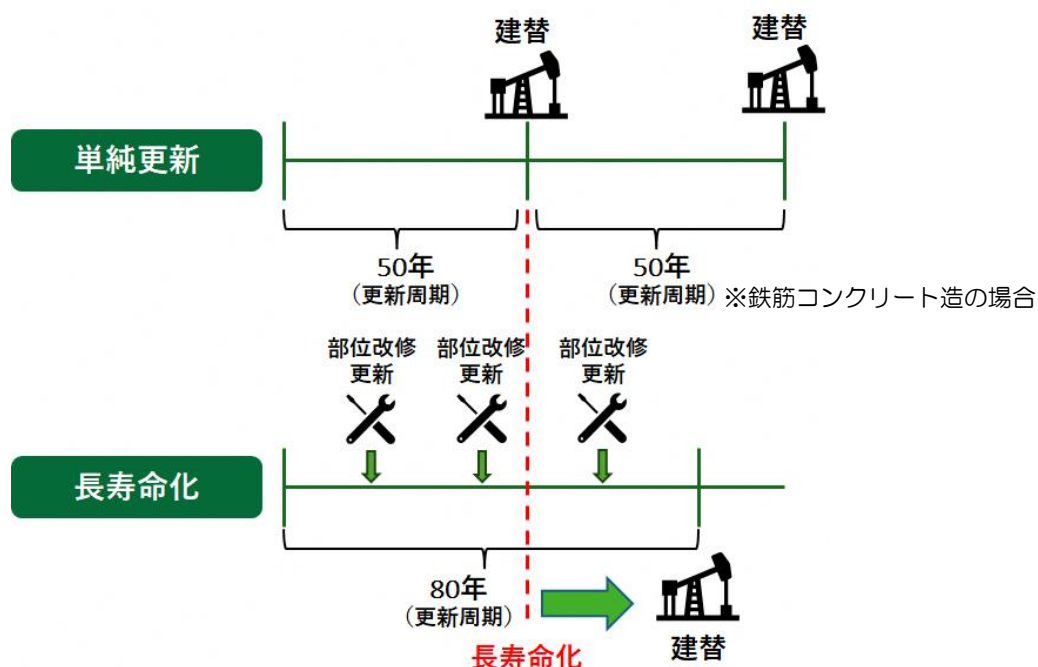 建替
建替
単純更新
50年
(更新周期)
50年
(更新周期)
※鉄筋コンクリート造の場合
部位改修
更新
部位改修
更新
部位改修
更新
長寿命化
80年
(更新周期)
長寿命化
建替